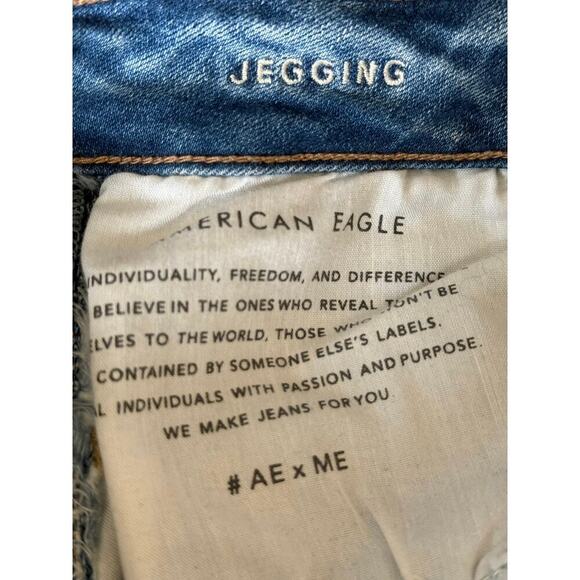 JEGGING
MERICAN EAGLE
INDIVIDUALITY, FREEDOM, AND DIFFERENCE
BELIEVE IN THE ONES WHO REVEAL
ELVES TO THE WORLD, THOSE N'T BE
CONTAINED BY SOMEONE ELSE'S LABELS.
INDIVIDUALS WITH PASSION AND PURPOSE.
WE MAKE JEANS FOR YOU
# AE x ME